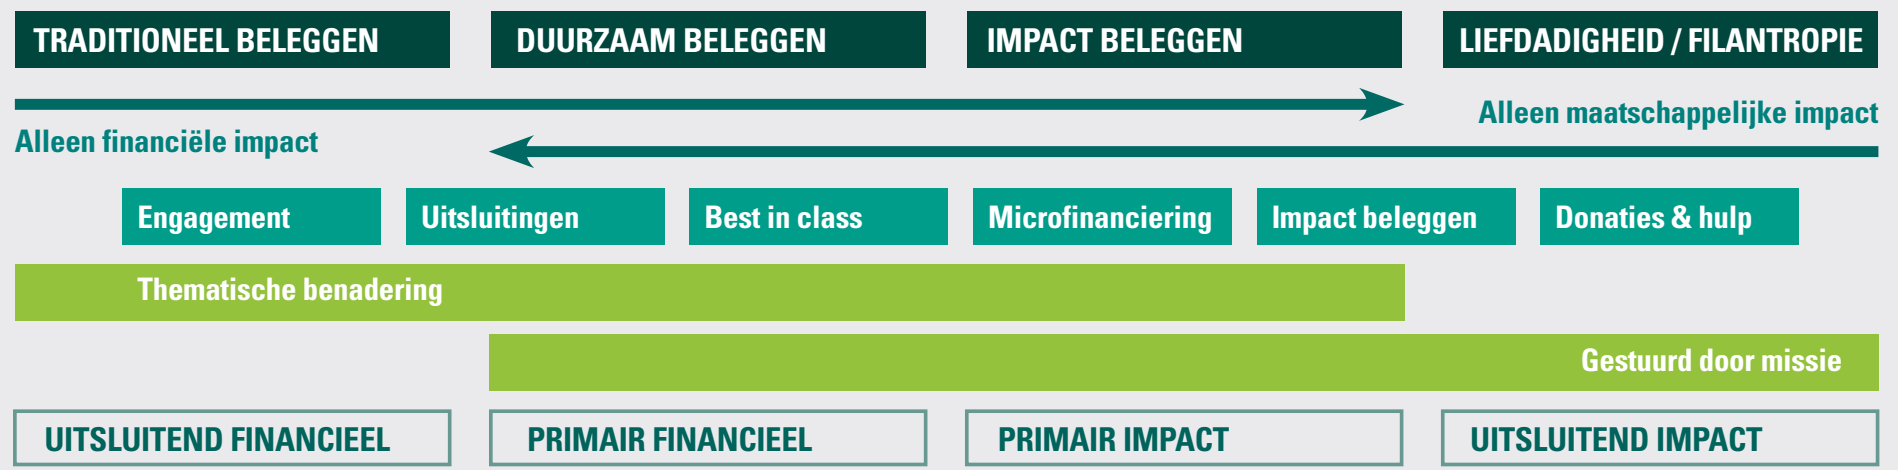 TRADITIONEEL BELEGGEN
DUURZAAM BELEGGEN
IMPACT BELEGGEN
LIEFDADIGHEID / FILANTROPIE
Alleen financiële impact
Alleen maatschappelijke impact
Engagement
Uitsluitingen
Best in class
Microfinanciering
Impact beleggen
Donaties & hulp
Thematische benadering
Gestuurd door missie
UITSLUITEND FINANCIEEL
PRIMAIR FINANCIEEL
PRIMAIR IMPACT
UITSLUITEND IMPACT